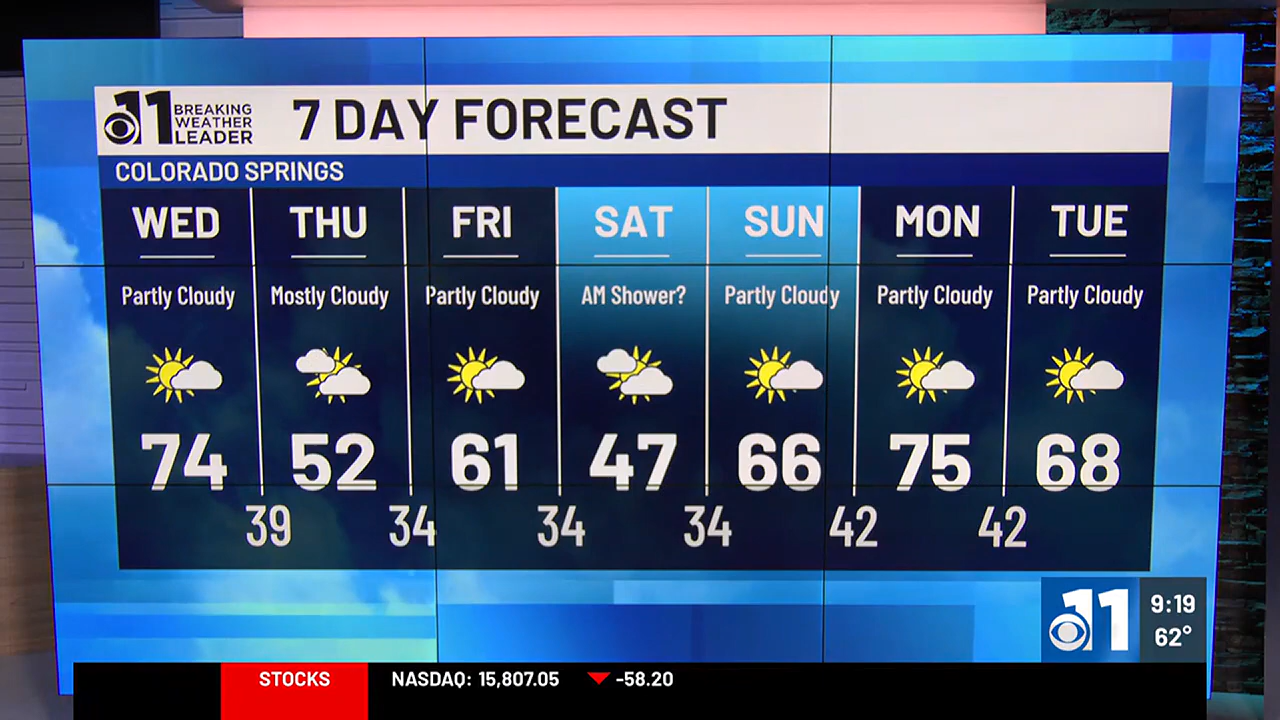 11 BREAKING
WEATHER
LEADER
7 DAY FORECAST
COLORADO SPRINGS
WED THU FRI SAT SUN MON TUE
Partly Cloudy Mostly Cloudy Partly Cloudy AM Shower? Partly Cloudy Partly Cloudy Partly Cloudy
74 52 61 47 66 75 68
39 34 34 34 42 42
11 9:19
62°
STOCKS NASDAQ: 15,807.05 -58.20